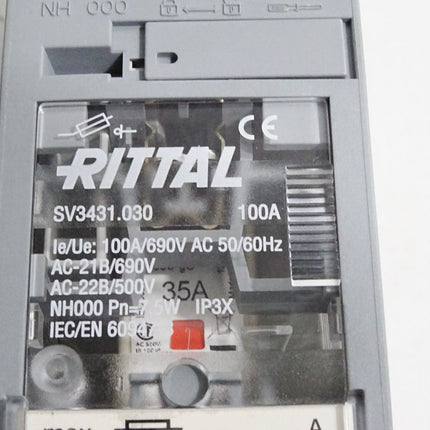 NH 000
CE
RITTAL
SV3431.030 100A
Ie/Ue: 100A/690V AC 50/60Hz
AC-21B/690V
AC-22B/500V
35A
NH000 Pn=7,5W IP3X
IEC/EN
max
A